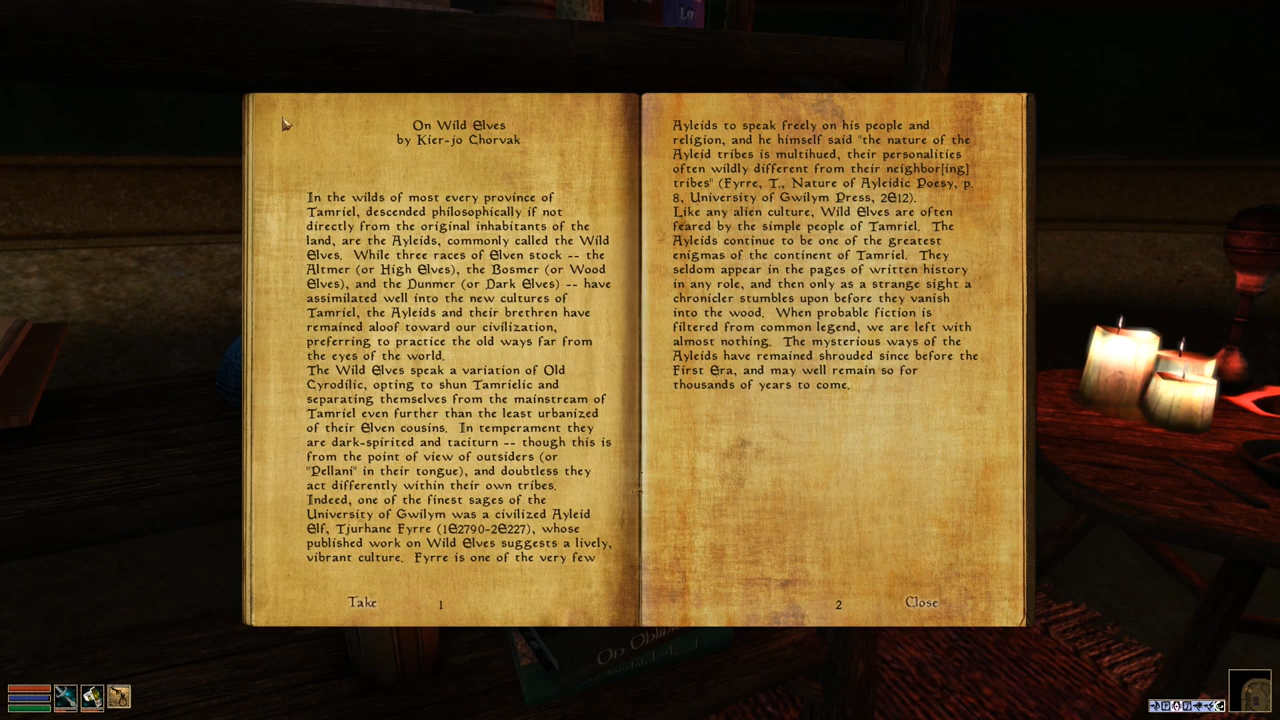 On Wild Elves
by Kier-jo Chorvak
In the wilds of most every province of
Tamriel, descended philosophically if not
directly from the original inhabitants of the
land, are the Ayleids, commonly called the Wild
Elves.  While three races of Elven stock -- the
Altmer (or High Elves), the Bosmer (or Wood
Elves), and the Dunmer (or Dark Elves) -- have
assimilated well into the new cultures of
Tamriel, the Ayleids and their brethren have
remained aloof toward our civilization,
preferring to practice the old ways far from
the eyes of the world.
The Wild Elves speak a variation of Old
Cyrodilic, opting to shun Tamrielic and
separating themselves from the mainstream of
Tamriel even further than the least urbanized
of their Elven cousins.  In temperament they
are dark-spirited and taciturn -- though this is
from the point of view of outsiders (or
"Pellani" in their tongue), and doubtless they
act differently within their own tribes.
Indeed, one of the finest sages of the
University of Gwilym was a civilized Ayleid
Elf, Tjurhane Fyrre (1E2790-2E227), whose
published work on Wild Elves suggests a lively,
vibrant culture.  Fyrre is one of the very few
Take
1
Ayleids to speak freely on his people and
religion, and he himself said "the nature of the
Ayleid tribes is multihued, their personalities
often wildly different from their neighbor[ing]
tribes" (Fyrre, T., Nature of Ayleidic Poesy, p.
8, University of Gwilym Press, 2E12).
Like any alien culture, Wild Elves are often
feared by the simple people of Tamriel.  The
Ayleids continue to be one of the greatest
enigmas of the continent of Tamriel.  They
seldom appear in the pages of written history
in any role, and then only as a strange sight a
chronicler stumbles upon before they vanish
into the wood.  When probable fiction is
filtered from common legend, we are left with
almost nothing.  The mysterious ways of the
Ayleids have remained shrouded since before the
First Era, and may well remain so for
thousands of years to come.
2
Close
On